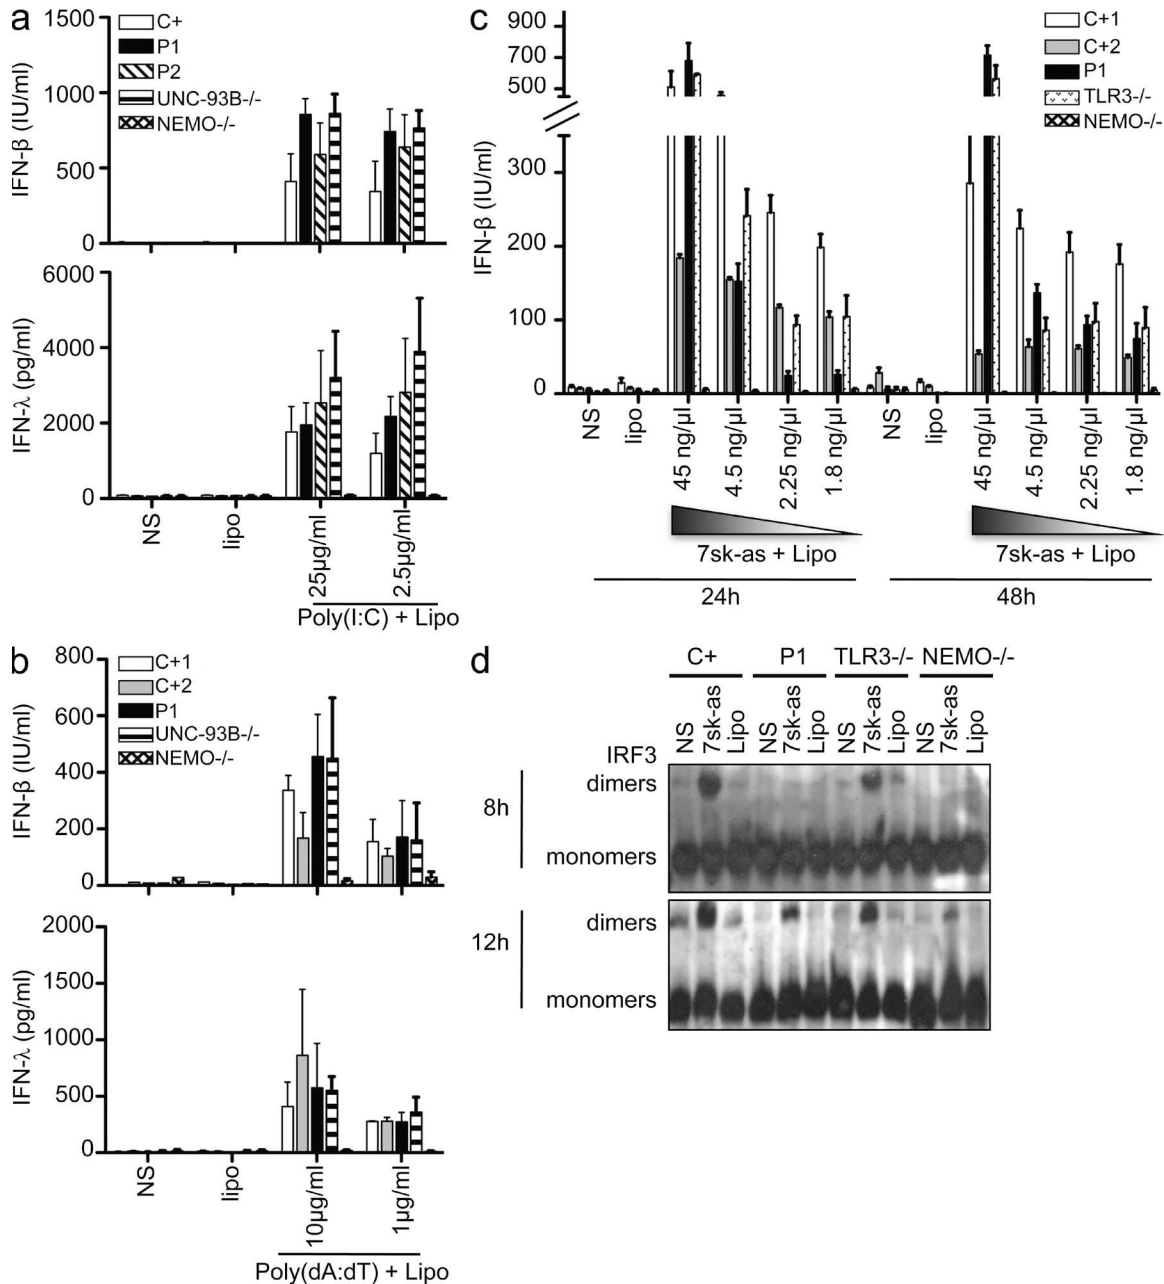 a
1500
1000
500
0
IFN-β (IU/ml)
C+
P1
P2
UNC-93B-/-
NEMO-/-
6000
4000
2000
0
IFN-λ (pg/ml)
NS
lipo
25µg/ml
2.5µg/ml
Poly(I:C) + Lipo
b
800
600
400
200
0
IFN-β (IU/ml)
C+1
C+2
P1
UNC-93B-/-
NEMO-/-
2000
1500
1000
500
0
IFN-λ (pg/ml)
NS
lipo
10µg/ml
1µg/ml
Poly(dA:dT) + Lipo
c
900
700
500
300
200
100
0
IFN-β (IU/ml)
C+1
C+2
P1
TLR3-/-
NEMO-/-
NS
lipo
45 ng/µl
4.5 ng/µl
2.25 ng/µl
1.8 ng/µl
NS
lipo
45 ng/µl
4.5 ng/µl
2.25 ng/µl
1.8 ng/µl
7sk-as + Lipo
7sk-as + Lipo
24h
48h
d
C+ P1 TLR3-/- NEMO-/-
NS 7sk-as Lipo NS 7sk-as Lipo NS 7sk-as Lipo NS 7sk-as Lipo
IRF3
8h
dimers
monomers
12h
dimers
monomers